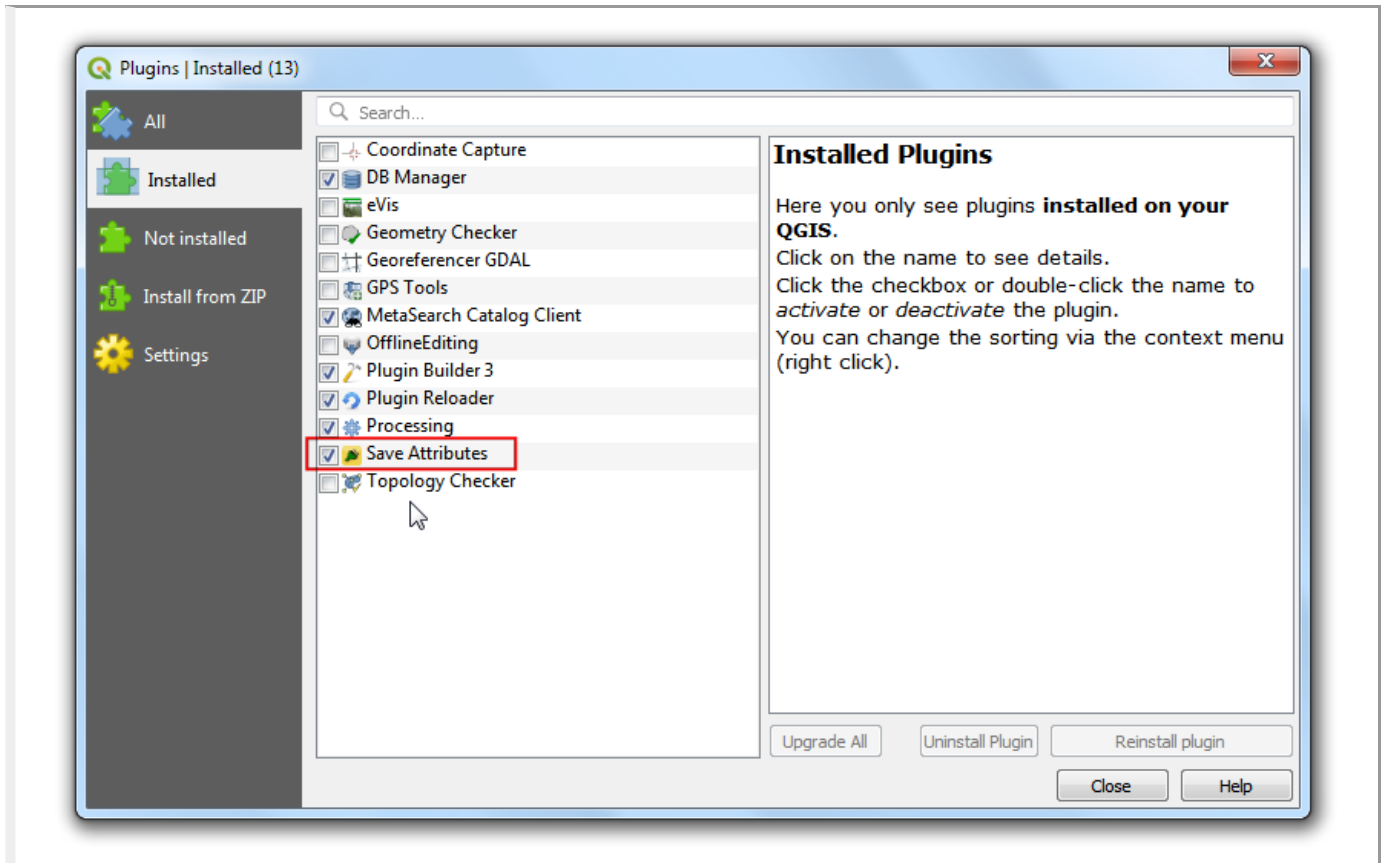 Plugins | Installed (13)
All
Installed
Not installed
Install from ZIP
Settings
Search...
Coordinate Capture
DB Manager
eVis
Geometry Checker
Georeferencer GDAL
GPS Tools
MetaSearch Catalog Client
OfflineEditing
Plugin Builder 3
Plugin Reloader
Processing
Save Attributes
Topology Checker
Installed Plugins
Here you only see plugins installed on your
QGIS.
Click on the name to see details.
Click the checkbox or double-click the name to
activate or deactivate the plugin.
You can change the sorting via the context menu
(right click).
Upgrade All
Uninstall Plugin
Reinstall plugin
Close
Help